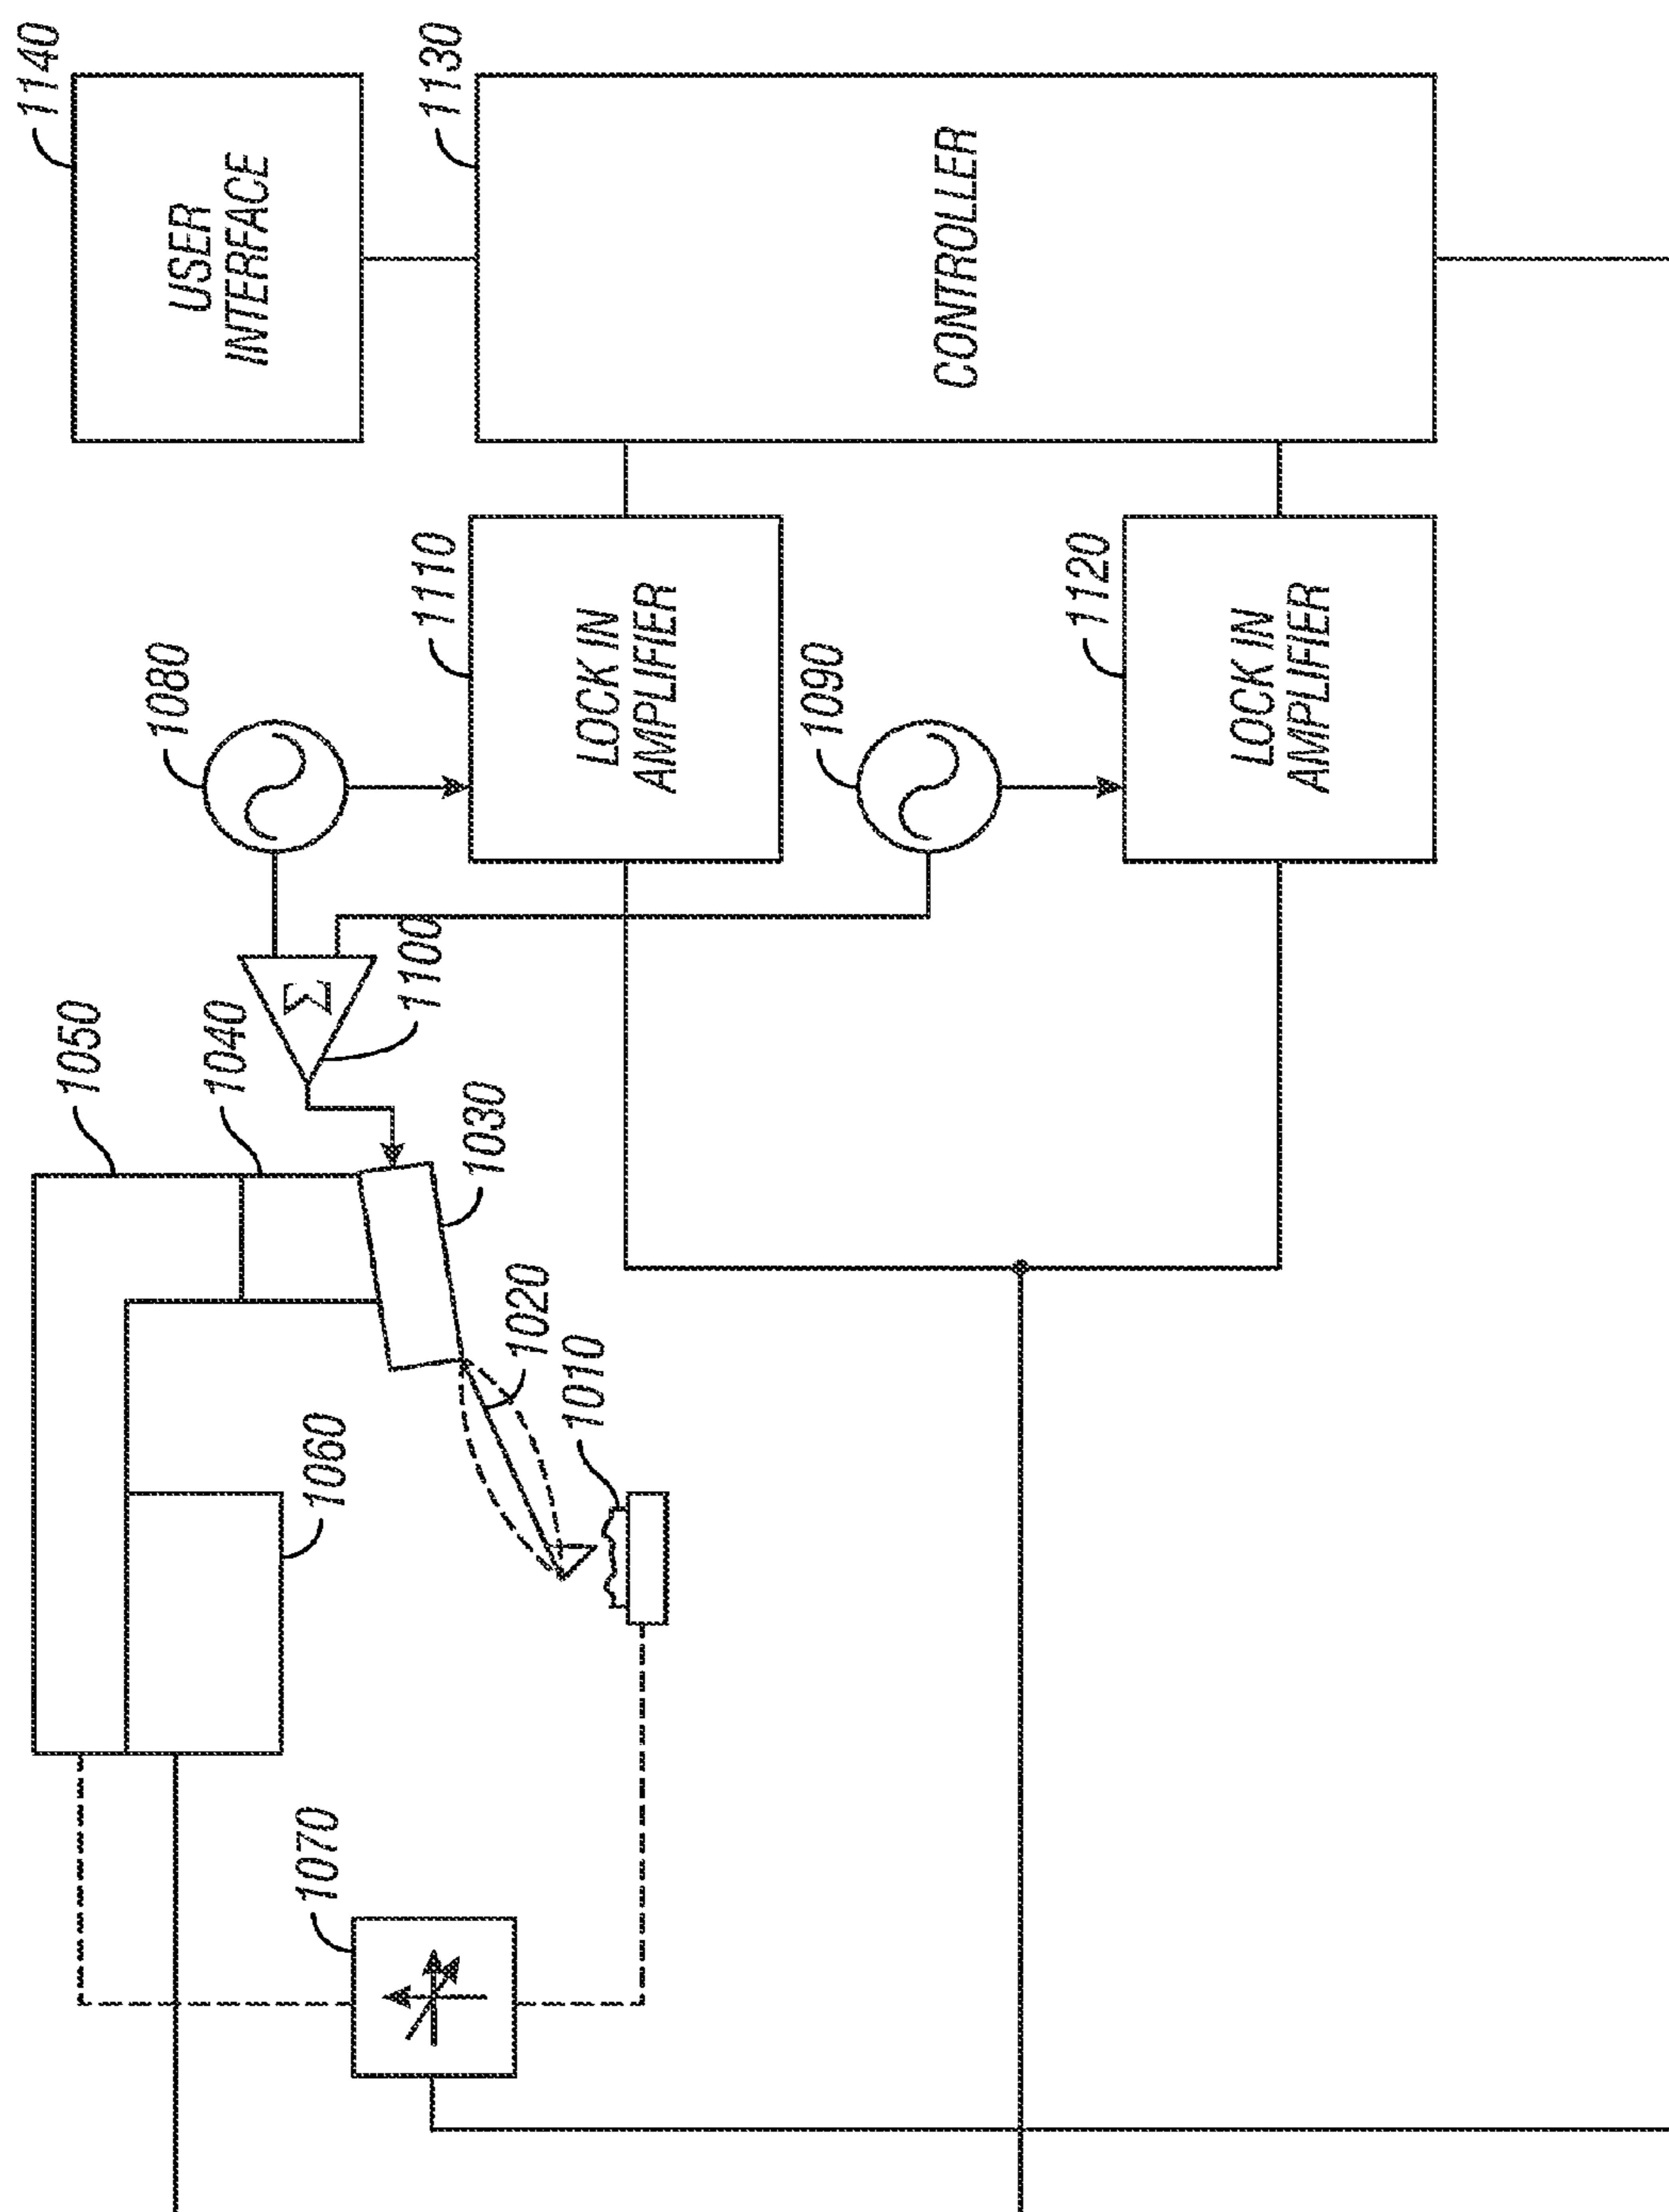 1140
1050
1080
USER
INTERFACE
1040
Σ
1070
1060
1100
1110
1130
1030
1020
1010
LOCK IN
AMPLIFIER
1090
CONTROLLER
1120
LOCK IN
AMPLIFIER